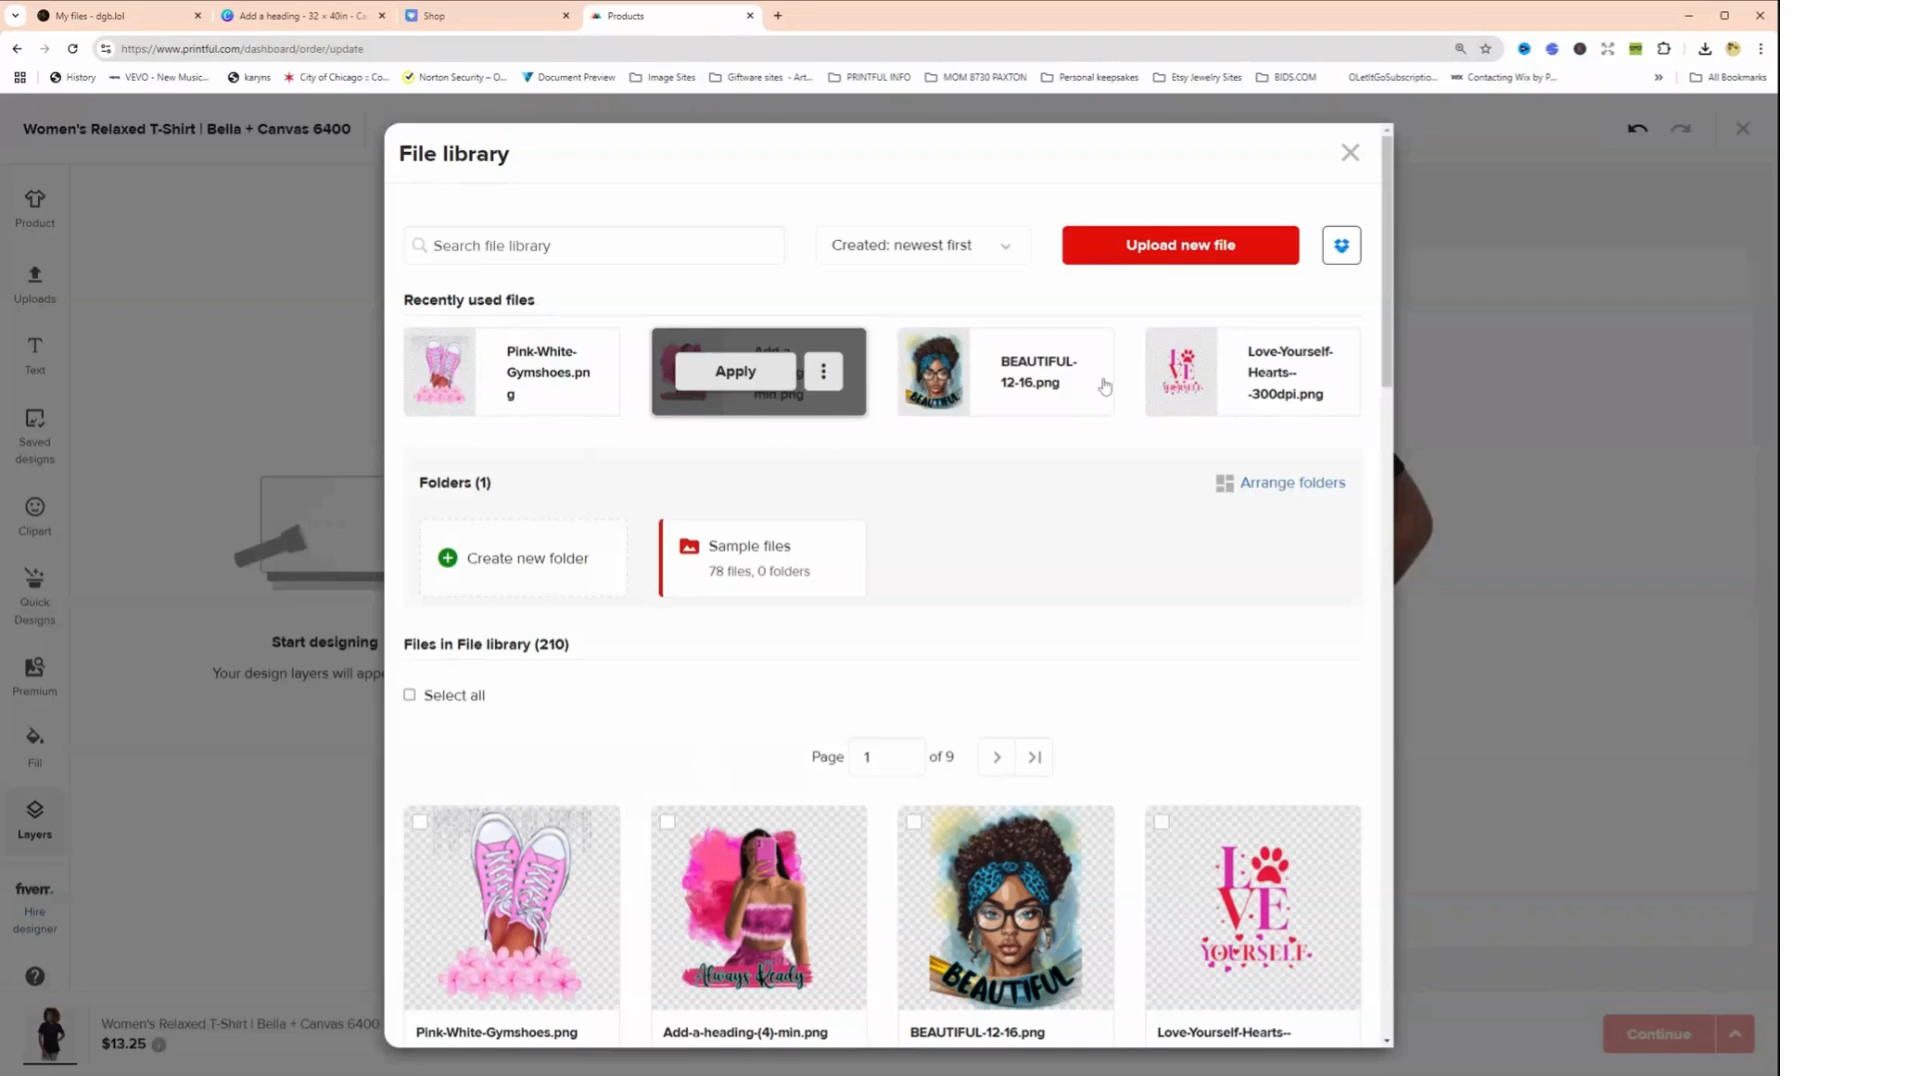 My files - dgb.lol
Add a heading - 32 × 40in - Ca
Shop
Products
https://www.printful.com/dashboard/order/update
History
VEVO - New Music...
karyns
City of Chicago :: Co...
Norton Security – O...
Document Preview
Image Sites
Giftware sites - Art...
PRINTFUL INFO
MOM 8730 PAXTON
Personal keepsakes
Etsy Jewelry Sites
BIDS.COM
OLetItGoSubscriptio...
WIX
Contacting Wix by P...
»
All Bookmarks
Women's Relaxed T-Shirt | Bella + Canvas 6400
Product
Uploads
Text
Saved
designs
Clipart
Quick
Designs
Premium
Fill
Layers
fiverr.
Hire
designer
Start designing
Your design layers will appe
File library
Search file library
Created: newest first
Upload new file
Recently used files
Pink-White-
Gymshoes.pn
g
Apply
min.png
BEAUTIFUL-
12-16.png
BEAUTIFUL
Love-Yourself-
Hearts--
-300dpi.png
LOVE
YOURSELF
Folders (1)
Arrange folders
Create new folder
Sample files
78 files, 0 folders
Files in File library (210)
Select all
Page 1 of 9
Always Ready
BEAUTIFUL
LOVE
YOURSELF
Pink-White-Gymshoes.png
Add-a-heading-(4)-min.png
BEAUTIFUL-12-16.png
Love-Yourself-Hearts--
Women's Relaxed T-Shirt | Bella + Canvas 6400
$13.25
Continue